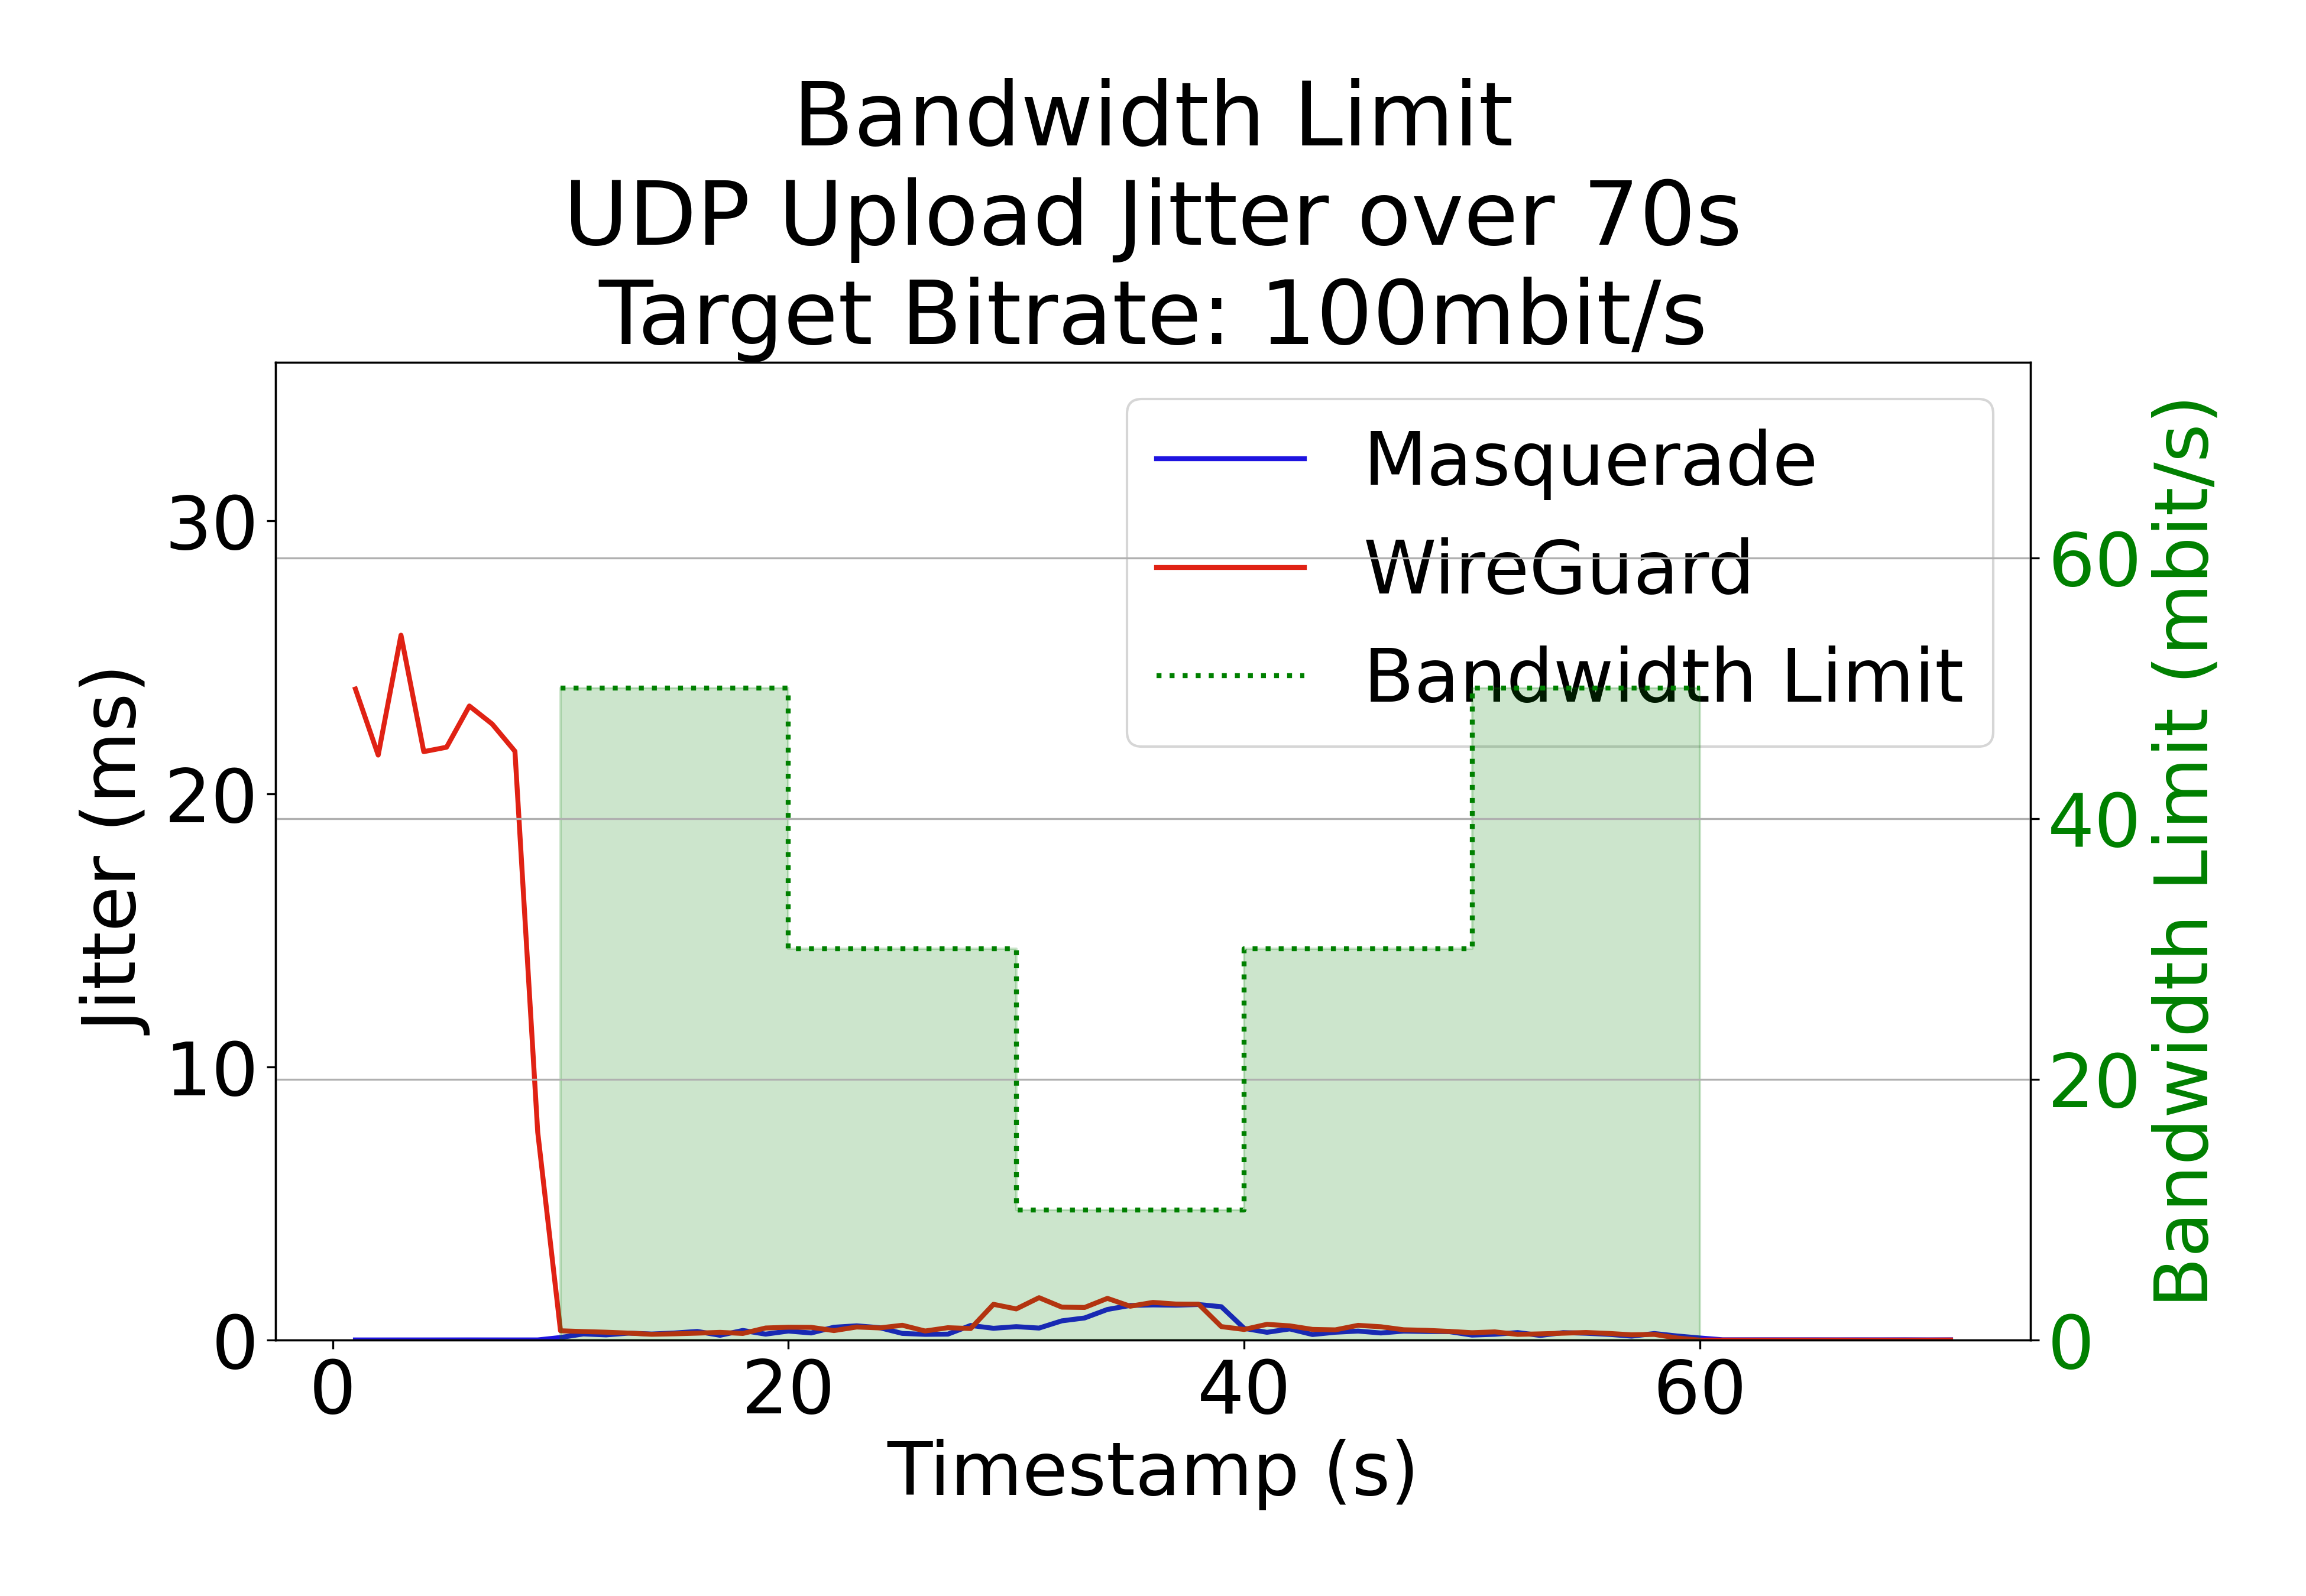 Bandwidth Limit
UDP Upload Jitter over 70s
Target Bitrate: 100mbit/s
Masquerade
WireGuard
Bandwidth Limit
Jitter (ms)
30
20
10
0
Bandwidth Limit (mbit/s)
60
40
20
0
0
20
40
60
Timestamp (s)